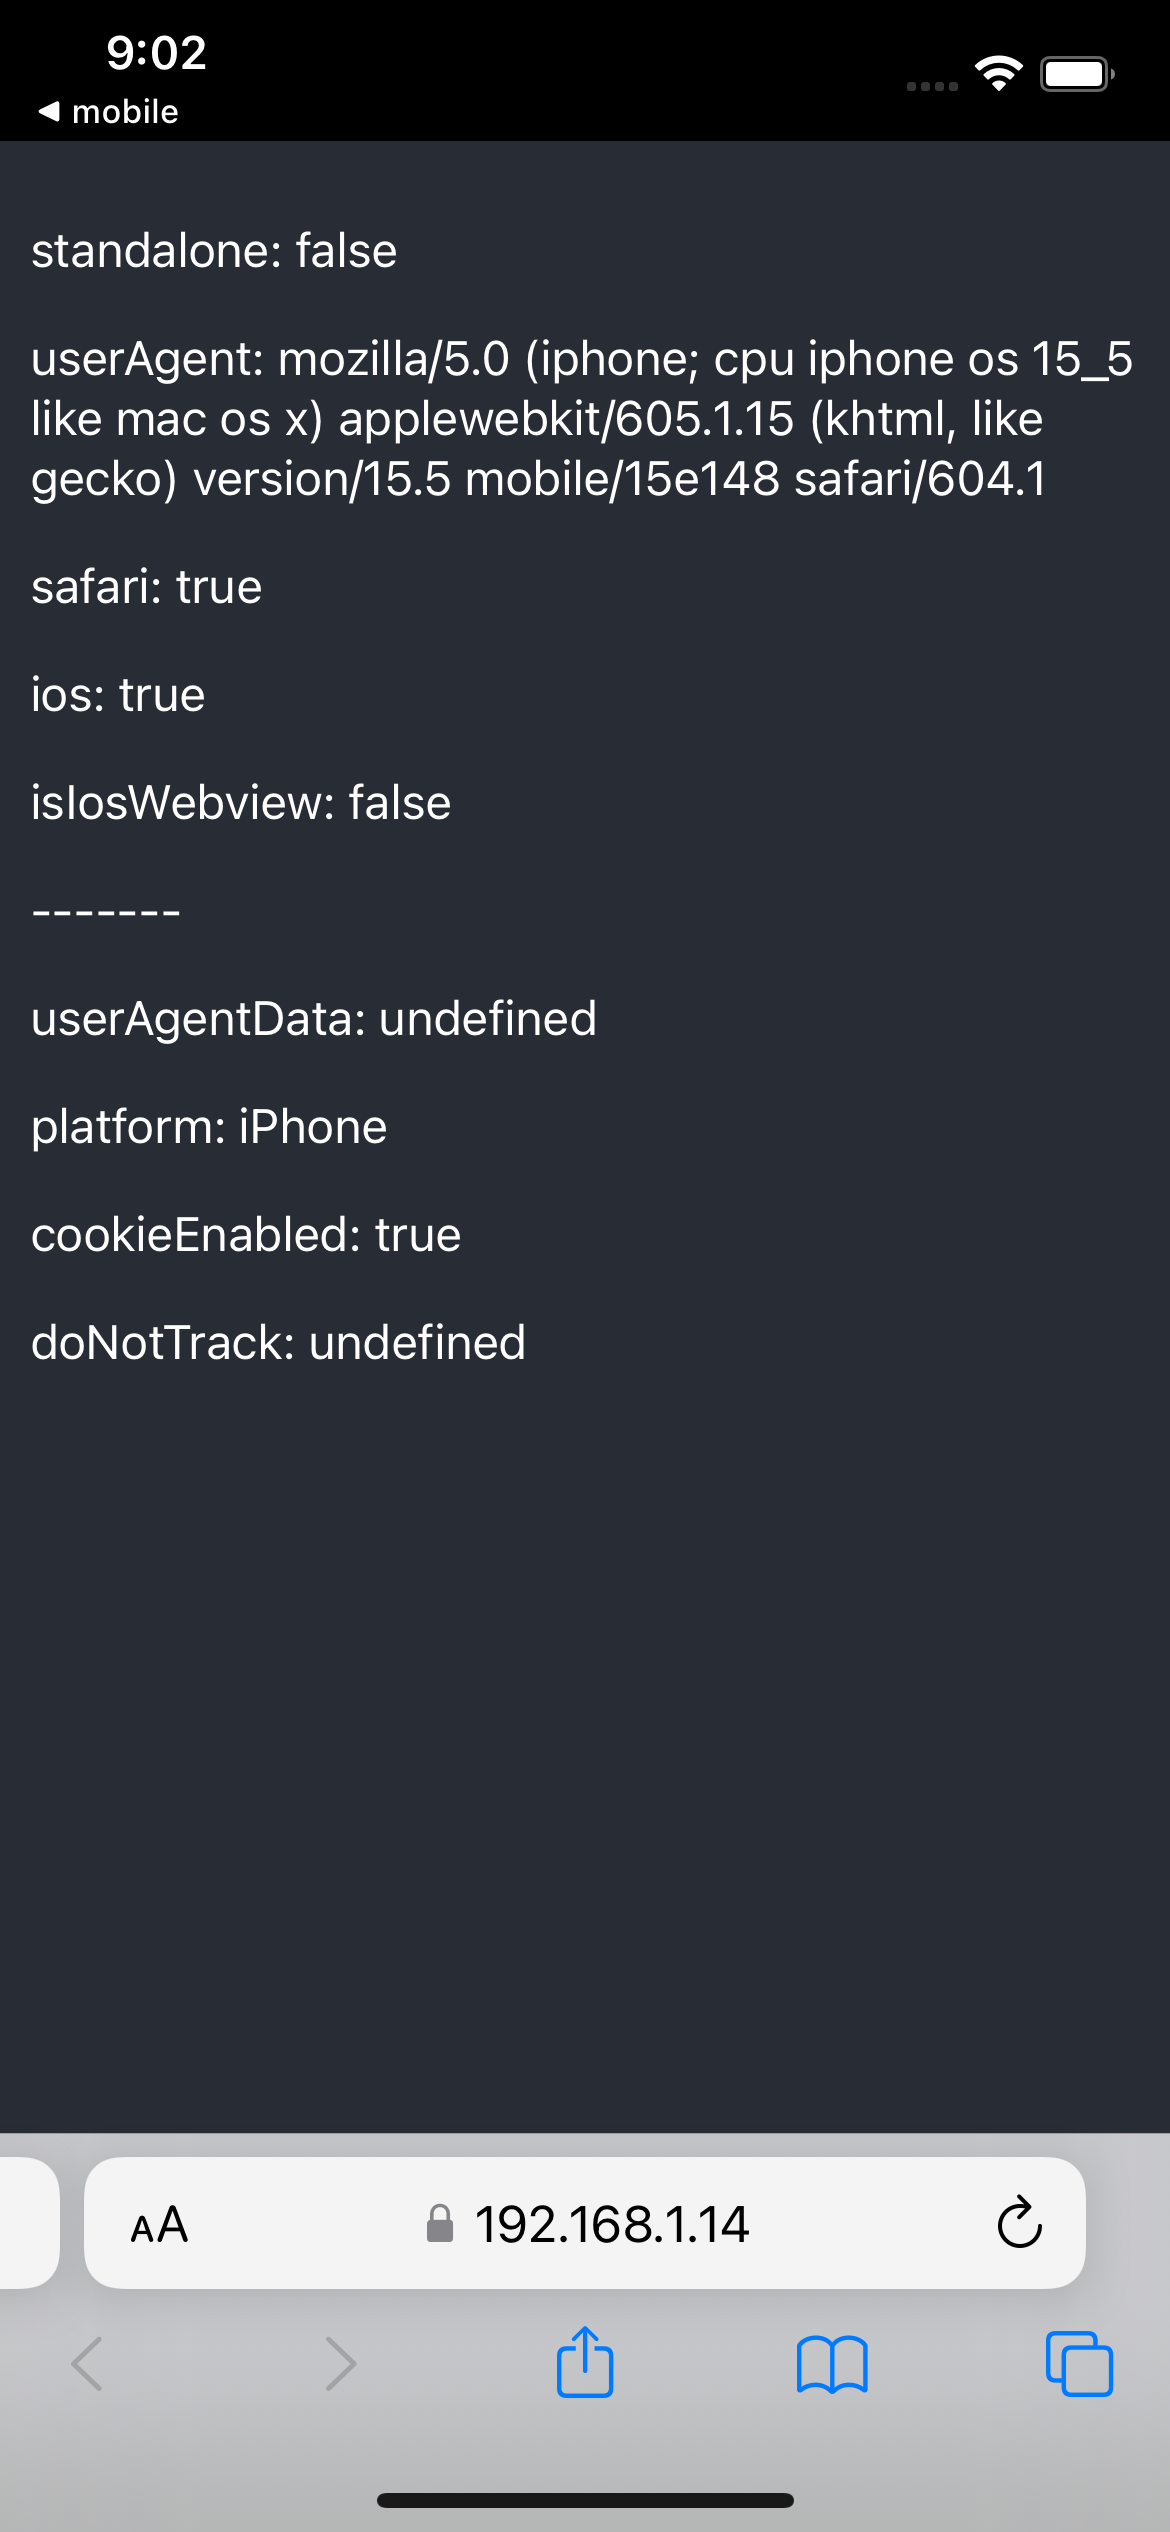 9:02
◀ mobile
standalone: false
userAgent: mozilla/5.0 (iphone; cpu iphone os 15_5
like mac os x) applewebkit/605.1.15 (khtml, like
gecko) version/15.5 mobile/15e148 safari/604.1
safari: true
ios: true
isIosWebview: false
-------
userAgentData: undefined
platform: iPhone
cookieEnabled: true
doNotTrack: undefined
AA 192.168.1.14